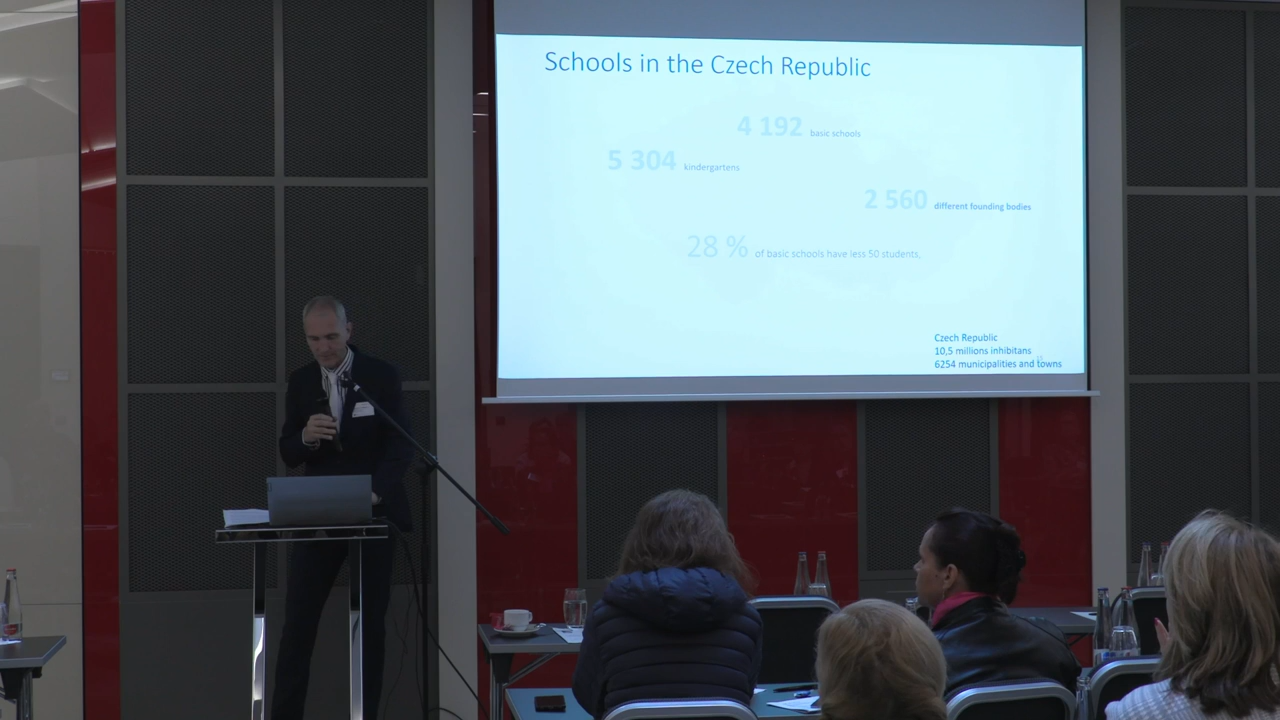 Schools in the Czech Republic
4 192 basic schools
5 304 kindergartens
2 560 different founding bodies
28 % of basic schools have less 50 students,
Czech Republic
10,5 millions inhibitans
6254 municipalities and towns